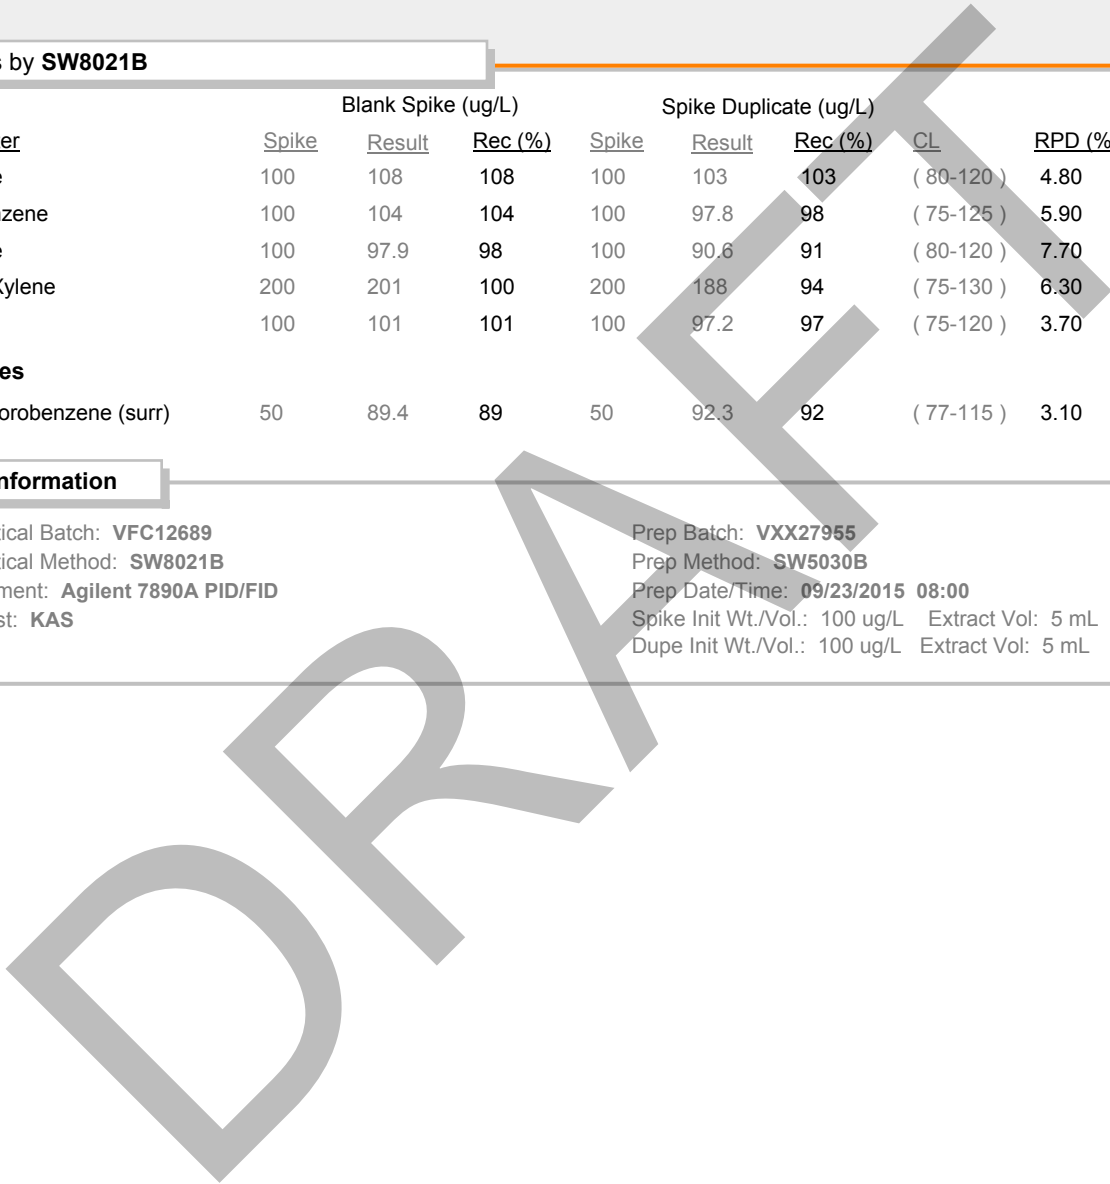 s by SW8021B
Blank Spike (ug/L) Spike Duplicate (ug/L)
er Spike Result Rec (%) Spike Result Rec (%) CL RPD (%
e 100 108 108 100 103 103 ( 80-120 ) 4.80
zene 100 104 104 100 97.8 98 ( 75-125 ) 5.90
e 100 97.9 98 100 90.6 91 ( 80-120 ) 7.70
Xylene 200 201 100 200 188 94 ( 75-130 ) 6.30
100 101 101 100 97.2 97 ( 75-120 ) 3.70
es
orobenzene (surr) 50 89.4 89 50 92.3 92 ( 77-115 ) 3.10
nformation
tical Batch: VFC12689 Prep Batch: VXX27955
tical Method: SW8021B Prep Method: SW5030B
ment: Agilent 7890A PID/FID Prep Date/Time: 09/23/2015 08:00
st: KAS Spike Init Wt./Vol.: 100 ug/L Extract Vol: 5 mL
Dupe Init Wt./Vol.: 100 ug/L Extract Vol: 5 mL
DRAFT